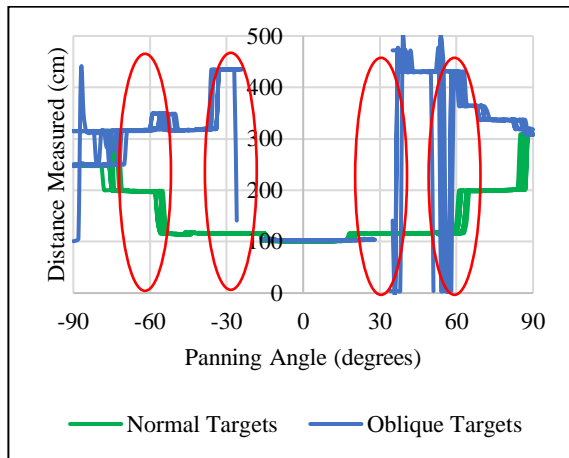 Distance Measured (cm)
500
400
300
200
100
0
-90 -60 -30 0 30 60 90
Panning Angle (degrees)
Normal Targets Oblique Targets